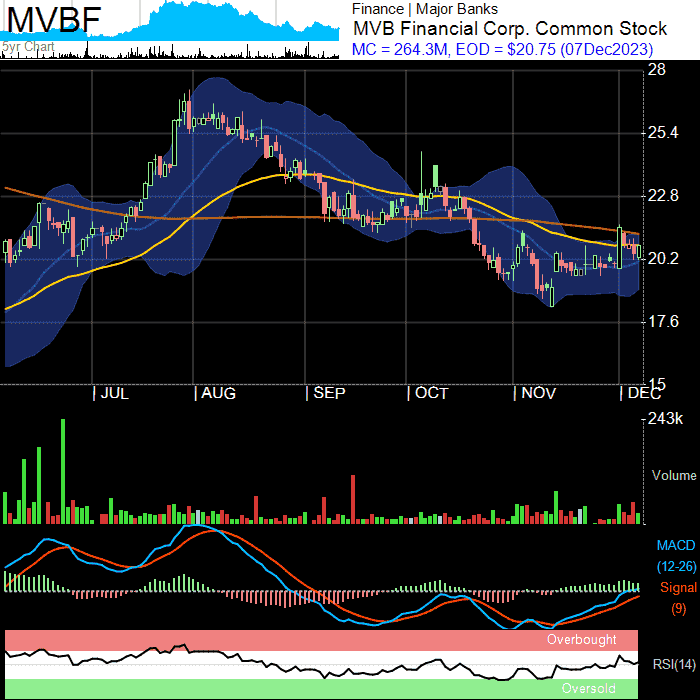 MVBF
5yr Chart
Finance | Major Banks
MVB Financial Corp. Common Stock
MC = 264.3M, EOD = $20.75 (07Dec2023)
28
25.4
22.8
20.2
17.6
15
JUL AUG SEP OCT NOV DEC
243k
Volume
MACD
(12-26)
Signal
(9)
Overbought
RSI(14)
Oversold